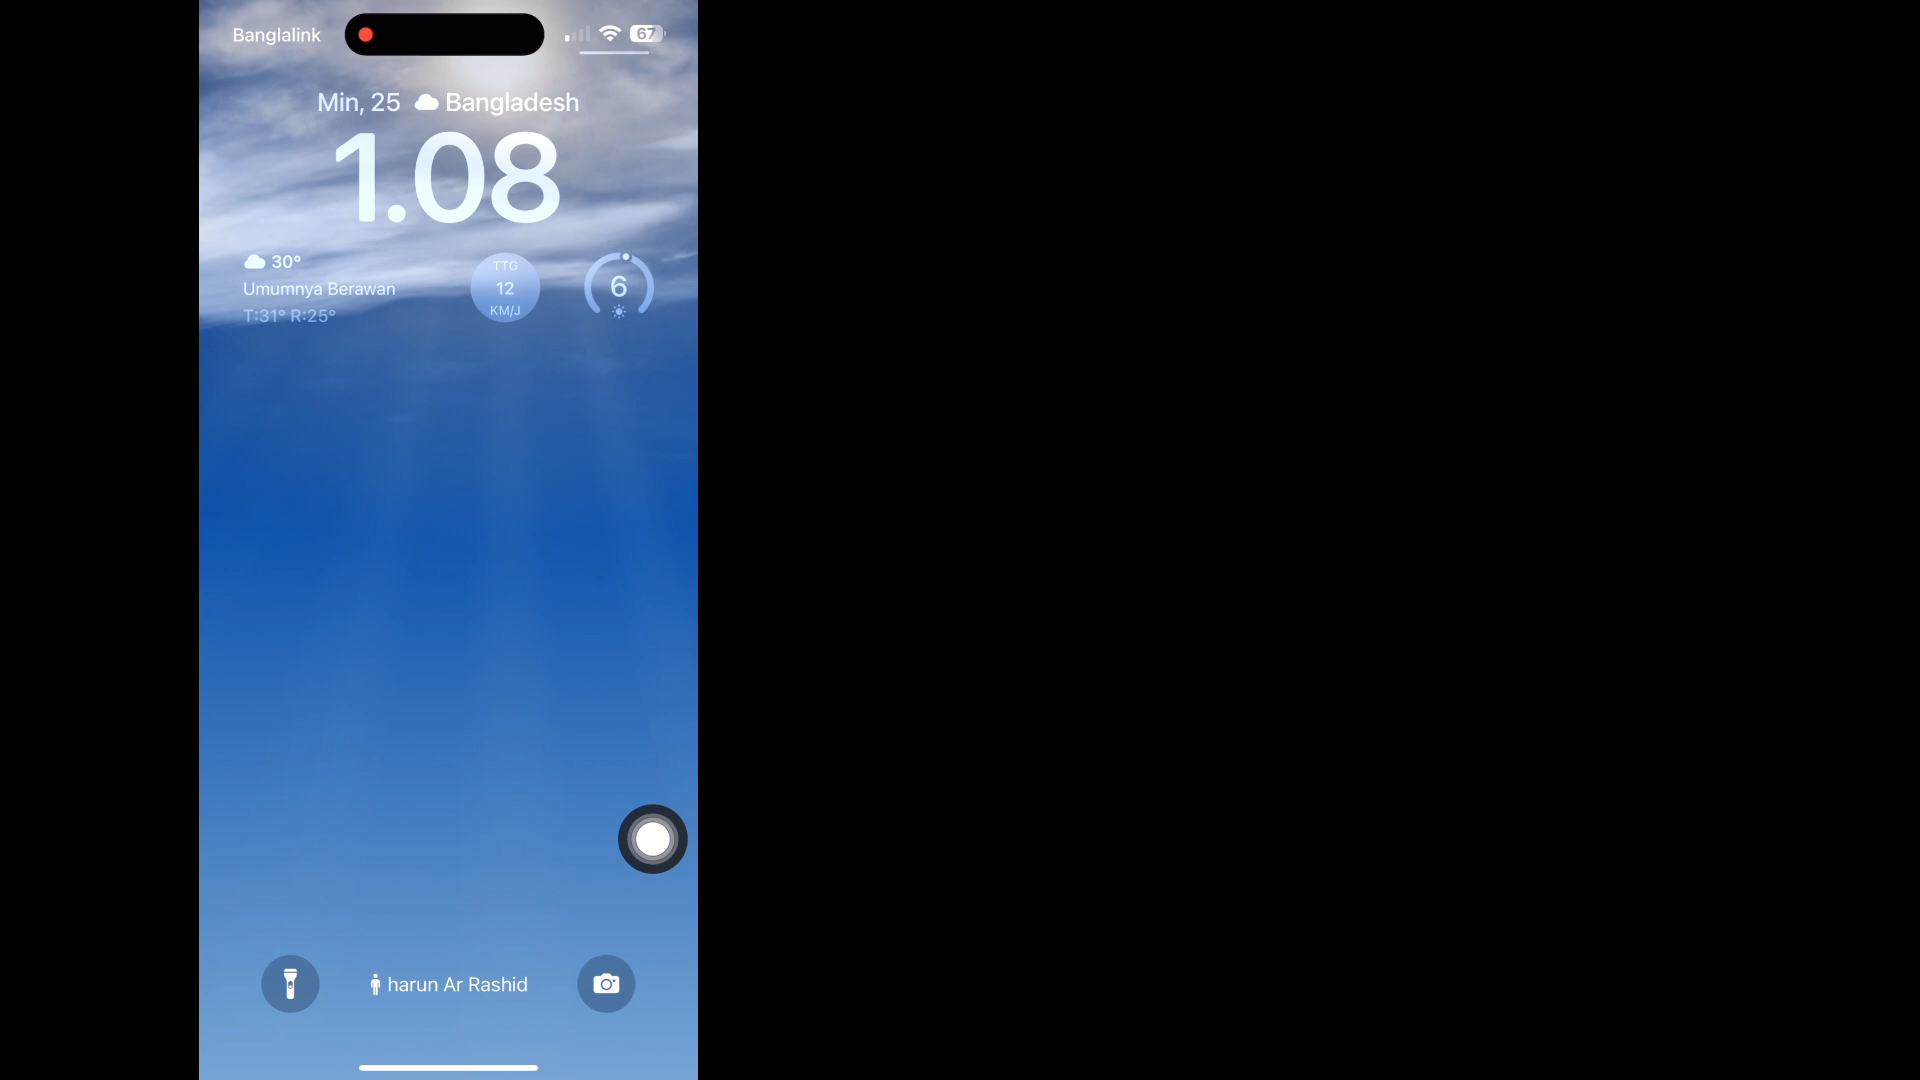 Banglalink
67
Min, 25 Bangladesh
1.08
30°
Umumnya Berawan
T:31° R:25°
TTG
12
KM/J
6
harun Ar Rashid